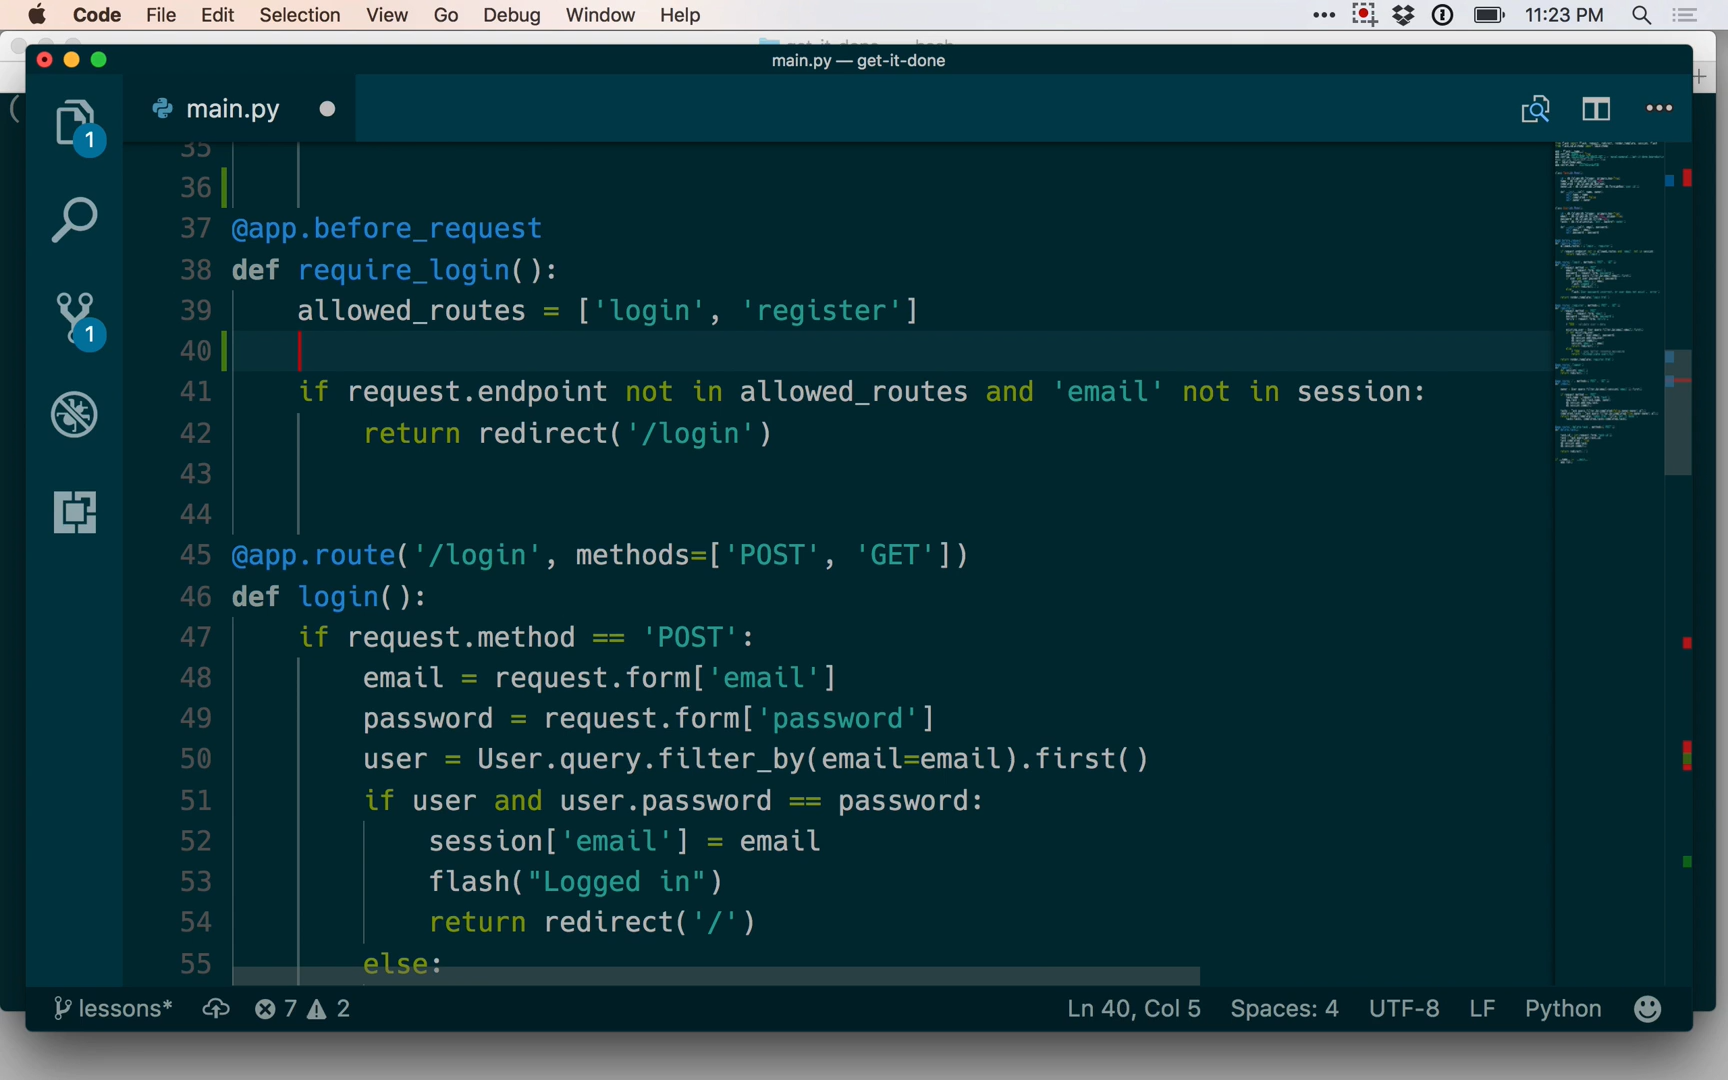 Code File Edit Selection View Go Debug Window Help 11:23 PM
main.py — get-it-done
main.py
1
1
35
36
37 @app.before_request
38 def require_login():
39 allowed_routes = ['login', 'register']
40
41 if request.endpoint not in allowed_routes and 'email' not in session:
42 return redirect('/login')
43
44
45 @app.route('/login', methods=['POST', 'GET'])
46 def login():
47 if request.method == 'POST':
48 email = request.form['email']
49 password = request.form['password']
50 user = User.query.filter_by(email=email).first()
51 if user and user.password == password:
52 session['email'] = email
53 flash("Logged in")
54 return redirect('/')
55 else:
lessons* 7 2 Ln 40, Col 5 Spaces: 4 UTF-8 LF Python